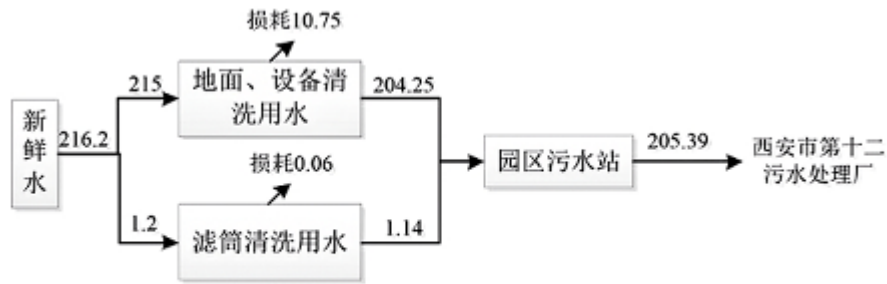 损耗10.75
215
地面、设备清
洗用水
204.25
新
鲜
水
216.2
园区污水站
205.39
西安市第十二
污水处理厂
损耗0.06
1.2
滤筒清洗用水
1.14